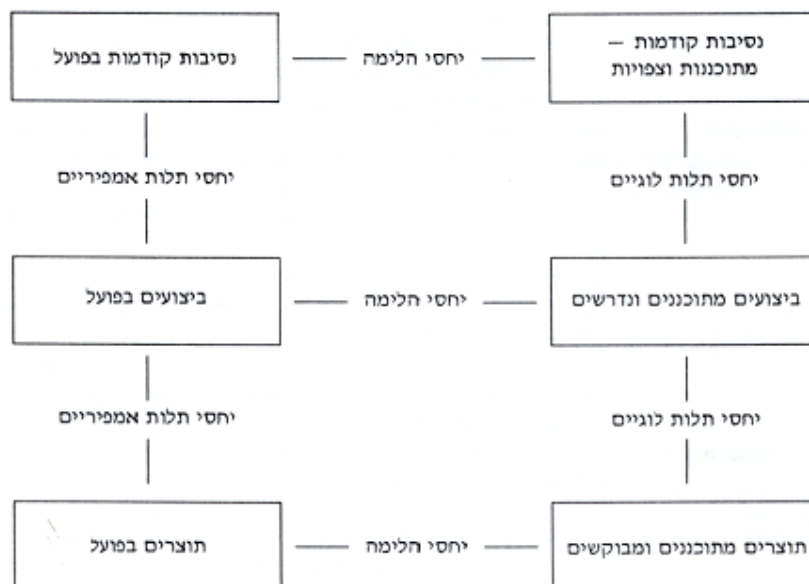 נסיבות קודמות –
מתוכננות וצפויות
יחסי הלימה
נסיבות קודמות בפועל
יחסי תלות לוגיים
יחסי תלות אמפיריים
ביצועים מתוכננים ונדרשים
יחסי הלימה
ביצועים בפועל
יחסי תלות לוגיים
יחסי תלות אמפיריים
תוצרים מתוכננים ומבוקשים
יחסי הלימה
תוצרים בפועל